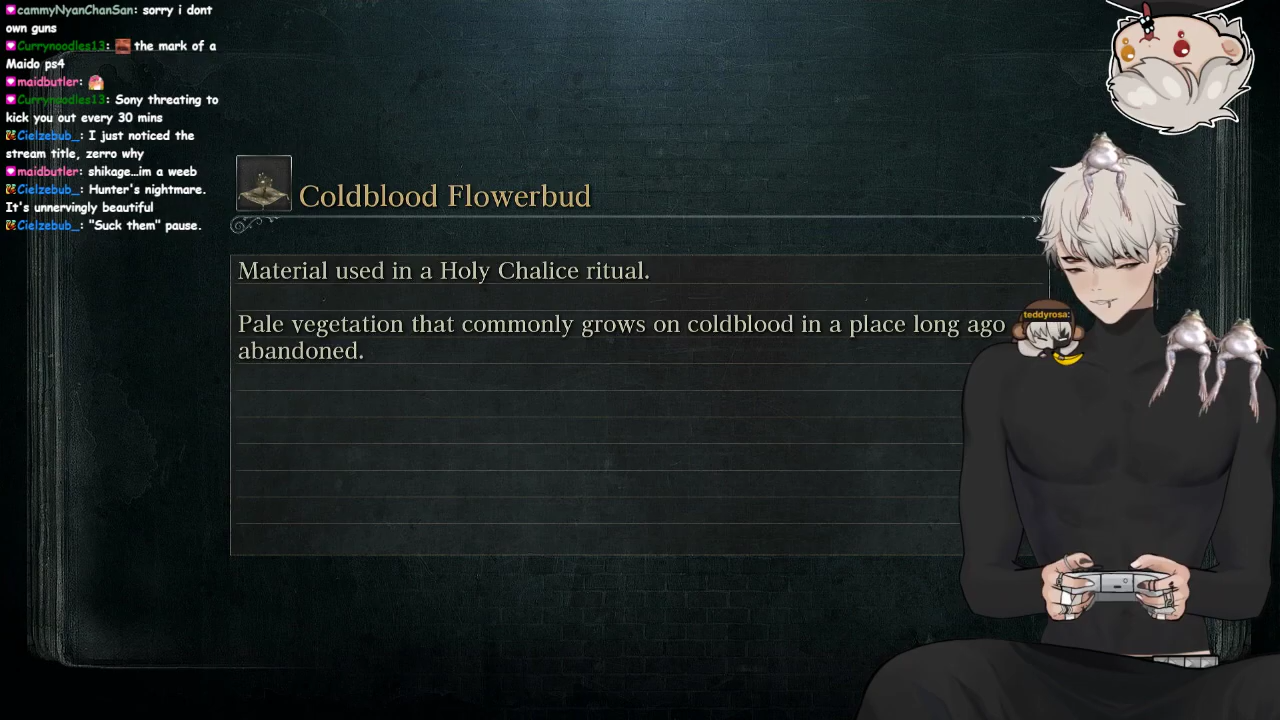 cammyNyanChanSan: sorry i dont
own guns
Currynoodles13: the mark of a
Maido ps4
maidbutler:
Currynoodles13: Sony threating to
kick you out every 30 mins
Cielzebub_: I just noticed the
stream title, zerro why
maidbutler: shikage...im a weeb
Cielzebub_: Hunter's nightmare.
It's unnervingly beautiful
Cielzebub_: "Suck them" pause.
Coldblood Flowerbud
Material used in a Holy Chalice ritual.
Pale vegetation that commonly grows on coldblood in a place long ago
abandoned.
teddyrosa: